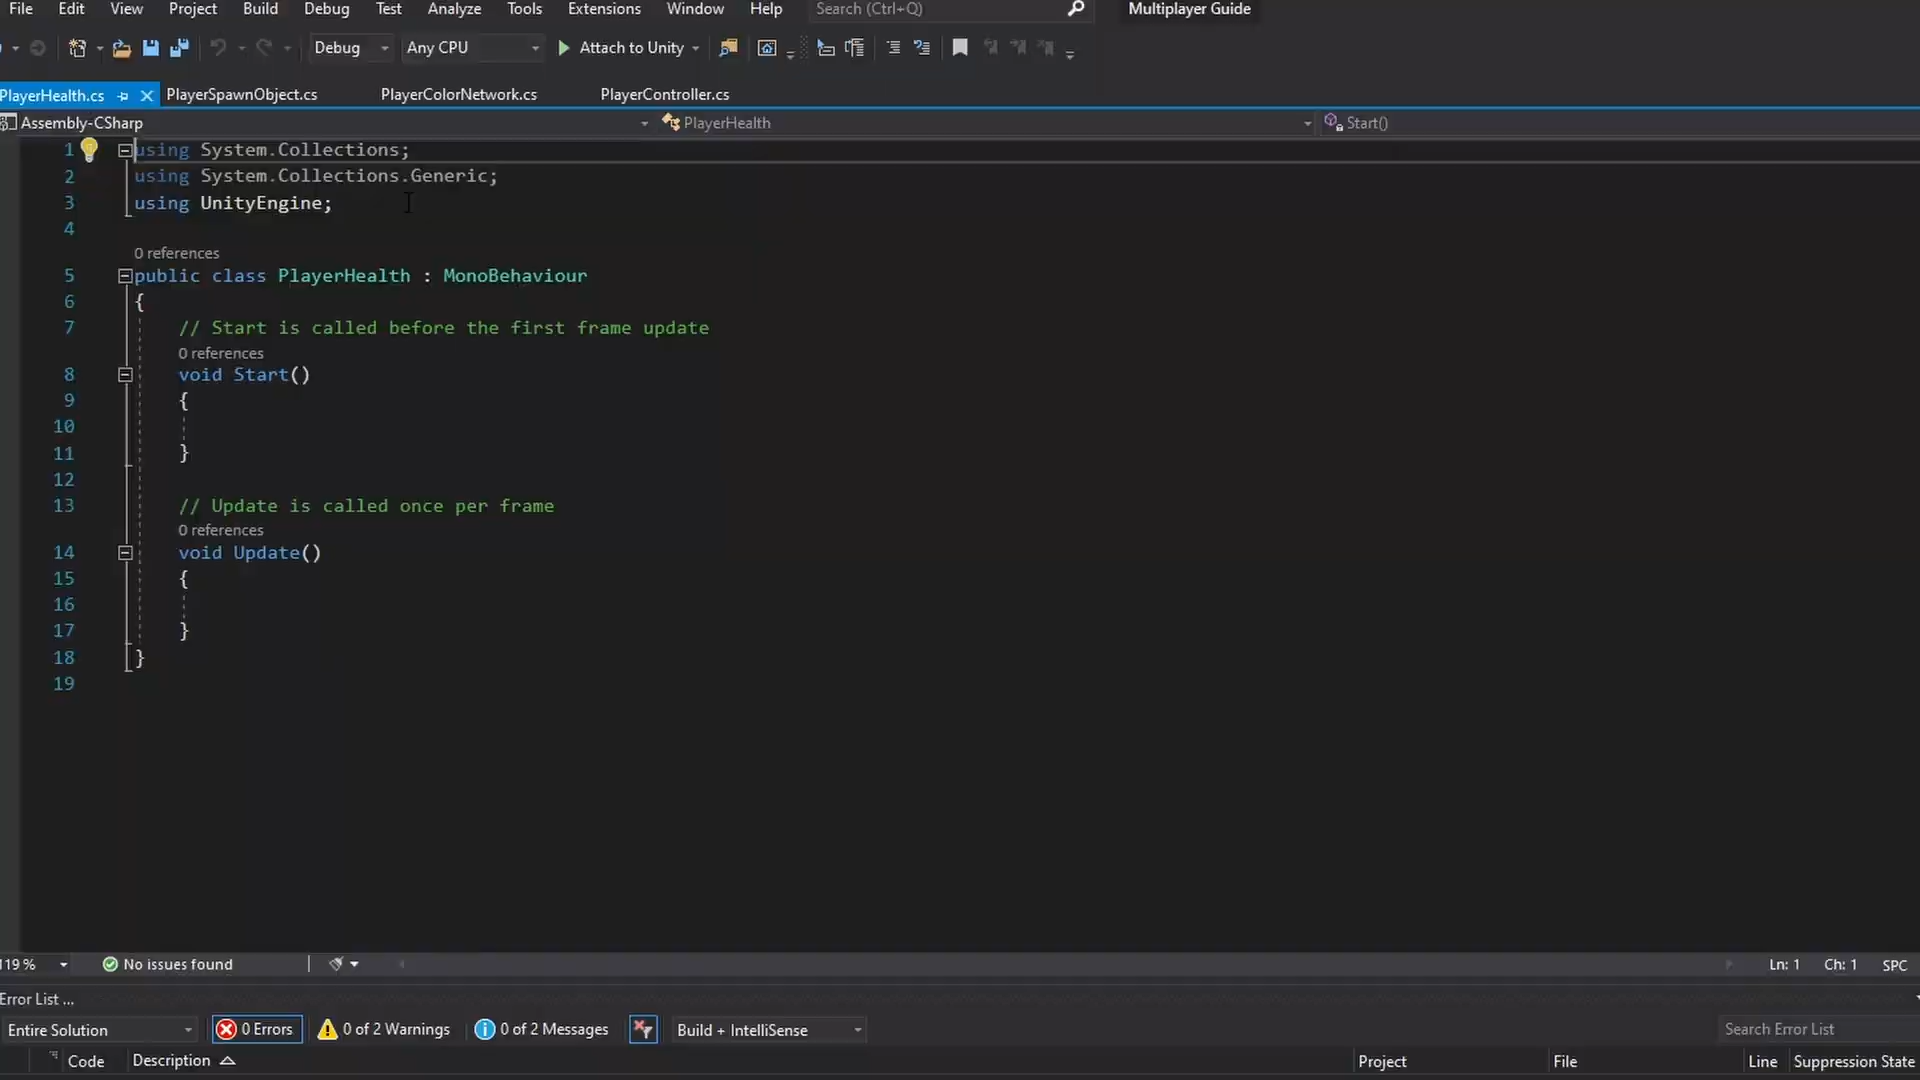 File Edit View Project Build Debug Test Analyze Tools Extensions Window Help Search (Ctrl+Q) Multiplayer Guide
Debug Any CPU Attach to Unity
PlayerHealth.cs PlayerSpawnObject.cs PlayerColorNetwork.cs PlayerController.cs
Assembly-CSharp PlayerHealth Start()
1 using System.Collections;
2 using System.Collections.Generic;
3 using UnityEngine;
4
0 references
5 public class PlayerHealth : MonoBehaviour
6 {
7 // Start is called before the first frame update
0 references
8 void Start()
9 {
10
11 }
12
13 // Update is called once per frame
0 references
14 void Update()
15 {
16
17 }
18 }
19
119 % No issues found Ln: 1 Ch: 1 SPC
Error List ...
Entire Solution 0 Errors 0 of 2 Warnings 0 of 2 Messages Build + IntelliSense Search Error List
Code Description Project File Line Suppression State